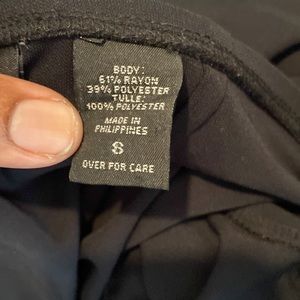 BODY:
61% RAYON
39% POLYESTER
TULLE:
100% POLYESTER
MADE IN
PHILIPPINES
S
OVER FOR CARE